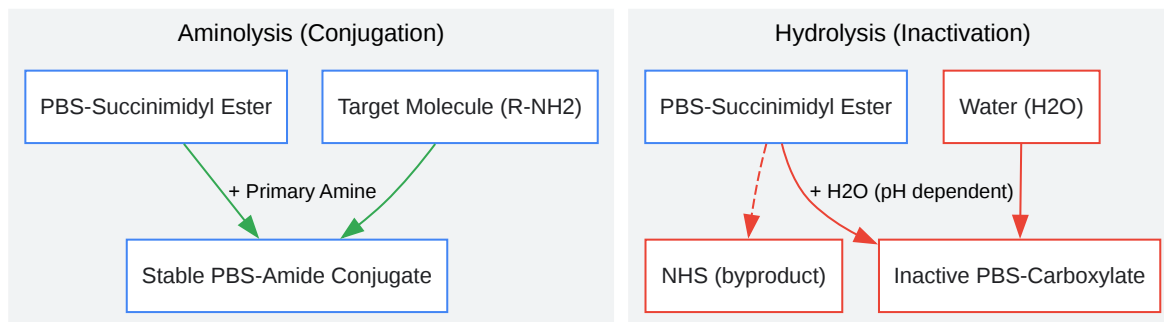 Aminolysis (Conjugation)
PBS-Succinimidyl Ester
Target Molecule (R-NH2)
+ Primary Amine
Stable PBS-Amide Conjugate
Hydrolysis (Inactivation)
PBS-Succinimidyl Ester
Water (H2O)
+ H2O (pH dependent)
NHS (byproduct)
Inactive PBS-Carboxylate